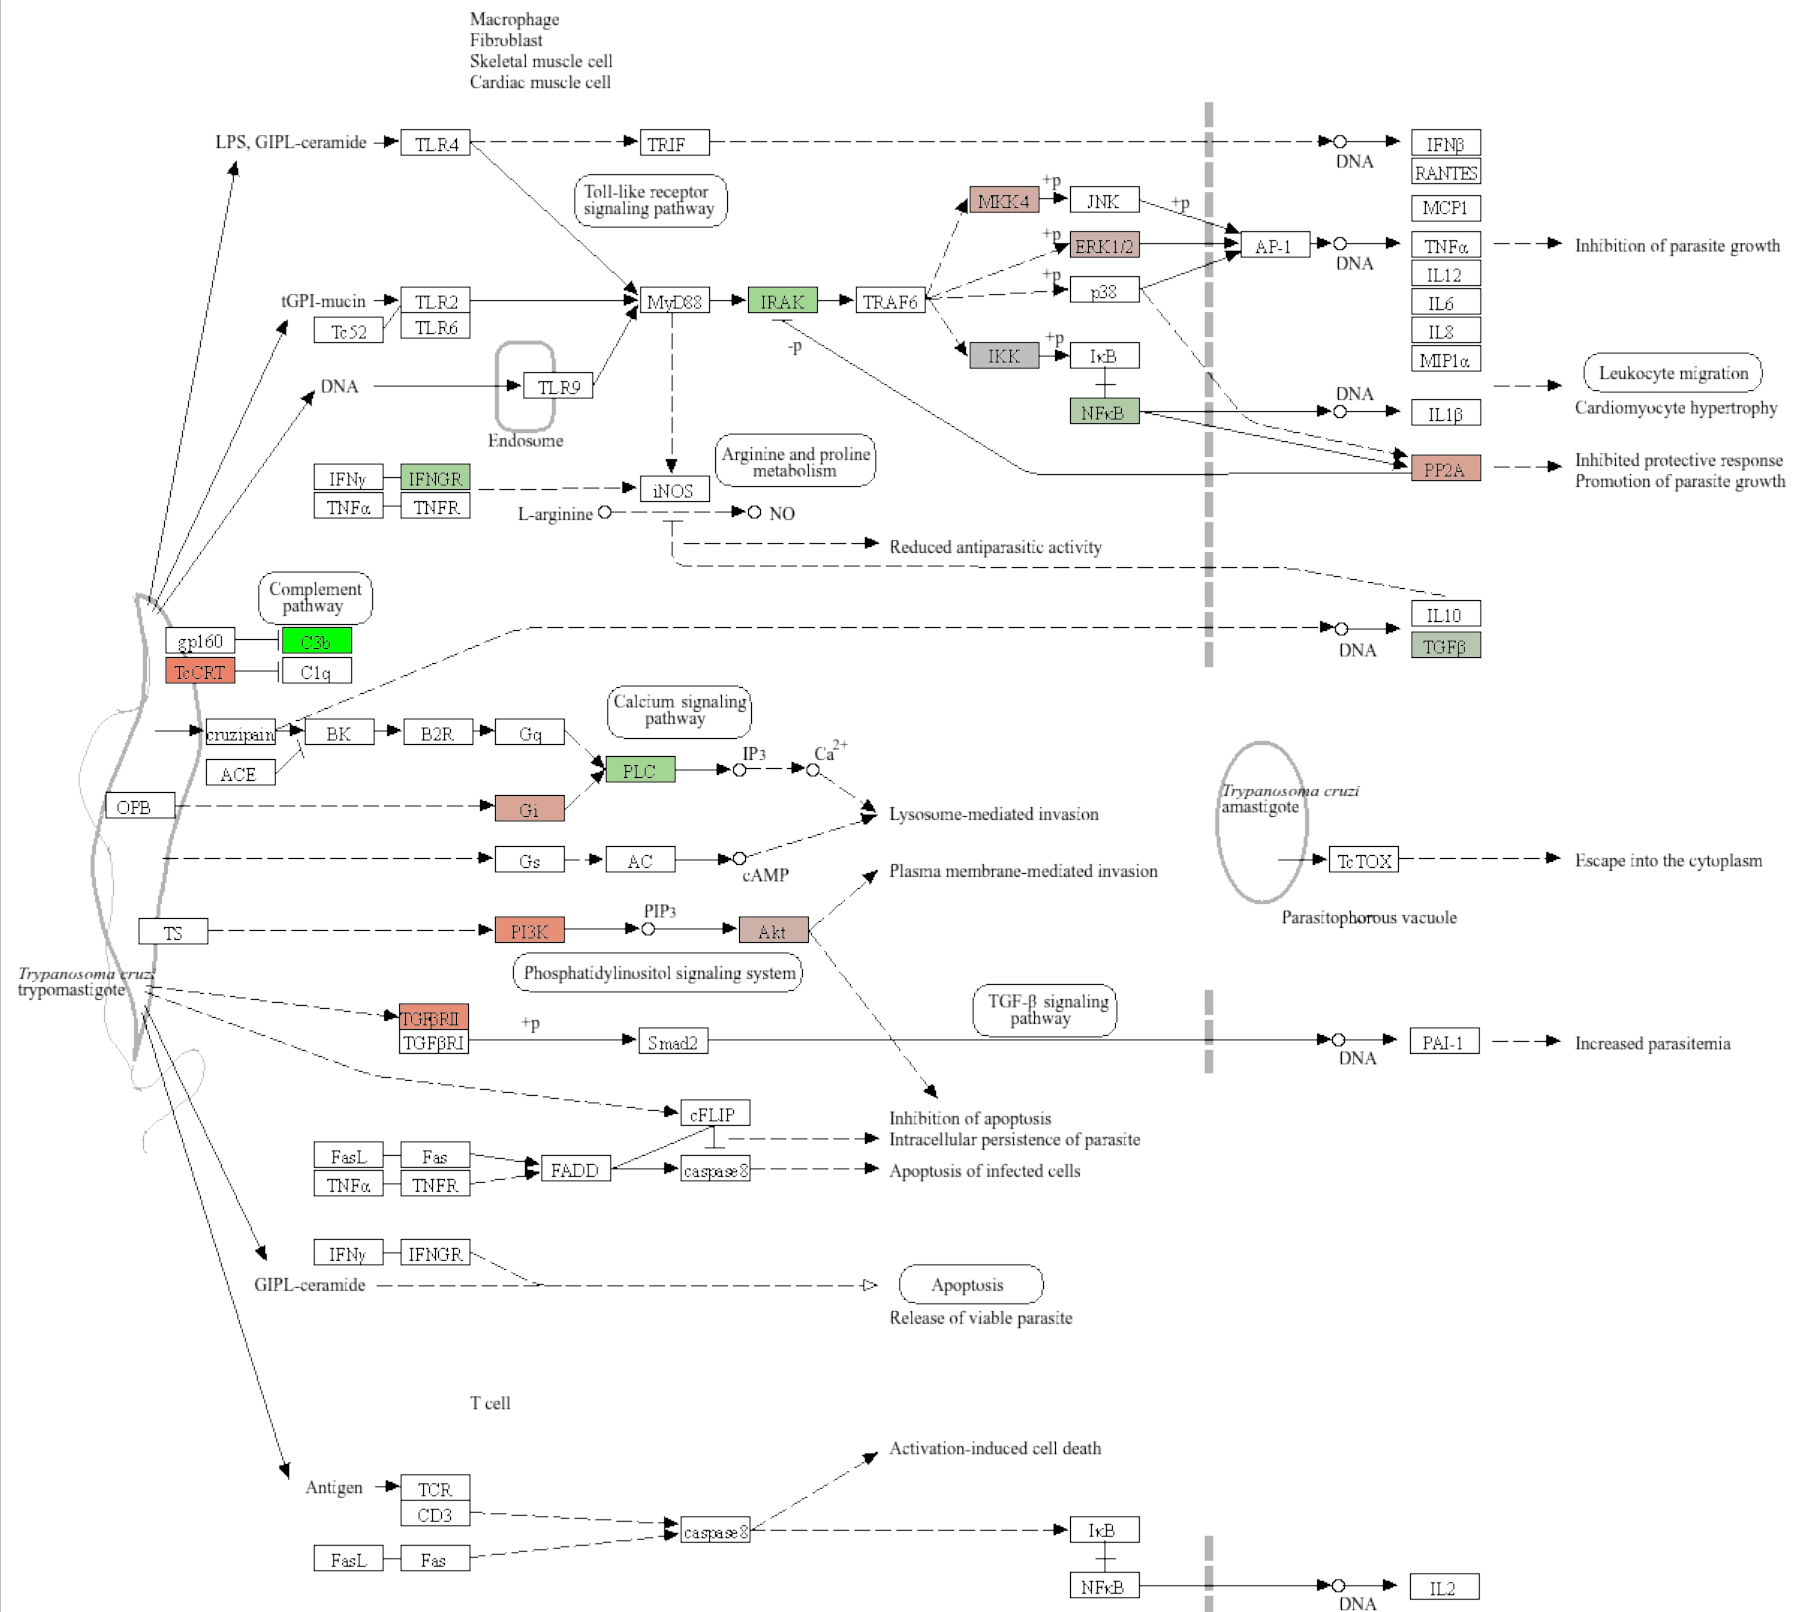 Macrophage
Fibroblast
Skeletal muscle cell
Cardiac muscle cell
LPS, GIPL-ceramide
TLR4
TRIF
DNA
IFNβ
RANTES
MCP1
Toll-like receptor
signaling pathway
MKK4
+p
JNK
+p
+p
ERK1/2
AP-1
DNA
TNFα
Inhibition of parasite growth
IL12
IL6
IL8
MIP1α
tGPI-mucin
TLR2
TLR6
Tc52
MyD88
IRAK
TRAF6
+p
p38
-p
IKK
+p
IκB
DNA
TLR9
Endosome
NFκB
DNA
IL1β
Leukocyte migration
Cardiomyocyte hypertrophy
IFNγ
IFNGR
TNFα
TNFR
iNOS
Arginine and proline
metabolism
L-arginine
NO
PP2A
Inhibited protective response
Promotion of parasite growth
Reduced antiparasitic activity
Complement
pathway
gp160
C3b
TcCRT
C1q
DNA
IL10
TGFβ
cruzipain
BK
B2R
Gq
ACE
Calcium signaling
pathway
PLC
IP3
Ca2+
OPB
Gi
Lysosome-mediated invasion
Gs
AC
cAMP
Plasma membrane-mediated invasion
Trypanosoma cruzi
amastigote
TcTOX
Escape into the cytoplasm
Parasitophorous vacuole
TS
PI3K
PIP3
Akt
Phosphatidylinositol signaling system
Trypanosoma cruzi
trypomastigote
TGFβRII
TGFβRI
+p
Smad2
TGF-β signaling
pathway
DNA
PAI-1
Increased parasitemia
cFLIP
Inhibition of apoptosis
Intracellular persistence of parasite
FasL
Fas
TNFα
TNFR
FADD
caspase8
Apoptosis of infected cells
IFNγ
IFNGR
GIPL-ceramide
Apoptosis
Release of viable parasite
T cell
Activation-induced cell death
Antigen
TCR
CD3
FasL
Fas
caspase8
IκB
NFκB
DNA
IL2